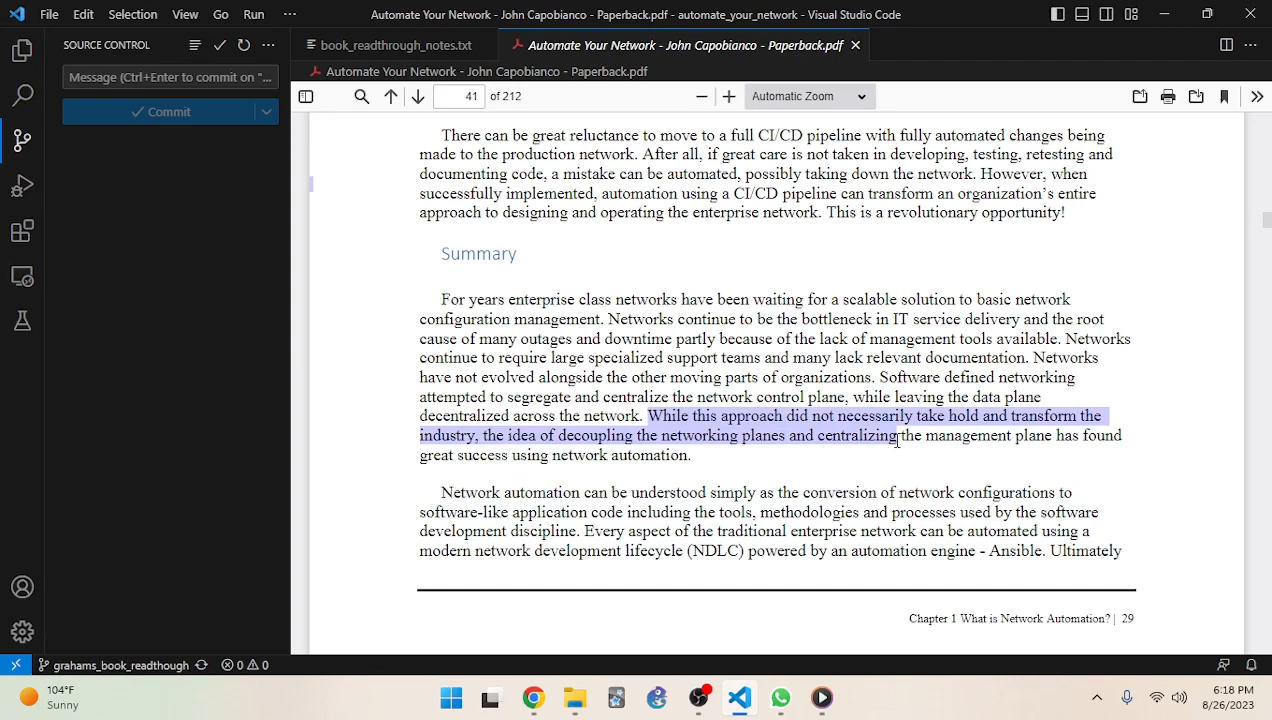 File Edit Selection View Go Run ··· Automate Your Network - John Capobianco - Paperback.pdf - automate_your_network - Visual Studio Code
SOURCE CONTROL
Message (Ctrl+Enter to commit on "...
Commit
book_readthrough_notes.txt
Automate Your Network - John Capobianco - Paperback.pdf
Automate Your Network - John Capobianco - Paperback.pdf
41 of 212
Automatic Zoom
There can be great reluctance to move to a full CI/CD pipeline with fully automated changes being
made to the production network. After all, if great care is not taken in developing, testing, retesting and
documenting code, a mistake can be automated, possibly taking down the network. However, when
successfully implemented, automation using a CI/CD pipeline can transform an organization's entire
approach to designing and operating the enterprise network. This is a revolutionary opportunity!
Summary
For years enterprise class networks have been waiting for a scalable solution to basic network
configuration management. Networks continue to be the bottleneck in IT service delivery and the root
cause of many outages and downtime partly because of the lack of management tools available. Networks
continue to require large specialized support teams and many lack relevant documentation. Networks
have not evolved alongside the other moving parts of organizations. Software defined networking
attempted to segregate and centralize the network control plane, while leaving the data plane
decentralized across the network. While this approach did not necessarily take hold and transform the
industry, the idea of decoupling the networking planes and centralizing the management plane has found
great success using network automation.
Network automation can be understood simply as the conversion of network configurations to
software-like application code including the tools, methodologies and processes used by the software
development discipline. Every aspect of the traditional enterprise network can be automated using a
modern network development lifecycle (NDLC) powered by an automation engine - Ansible. Ultimately
Chapter 1 What is Network Automation? | 29
grahams_book_readthough 0 0
104°F
Sunny
6:18 PM
8/26/2023